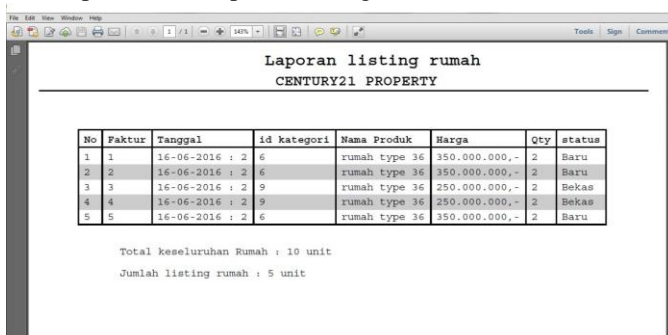 File Edit View Window Help
1 / 1 143% Tools Sign Comment
Laporan listing rumah
CENTURY21 PROPERTY
No Faktur Tanggal id kategori Nama Produk Harga Qty status
1 1 16-06-2016 : 2 6 rumah type 36 350.000.000,- 2 Baru
2 2 16-06-2016 : 2 6 rumah type 36 350.000.000,- 2 Baru
3 3 16-06-2016 : 2 9 rumah type 36 250.000.000,- 2 Bekas
4 4 16-06-2016 : 2 9 rumah type 36 250.000.000,- 2 Bekas
5 5 16-06-2016 : 2 6 rumah type 36 350.000.000,- 2 Baru
Total keseluruhan Rumah : 10 unit
Jumlah listing rumah : 5 unit